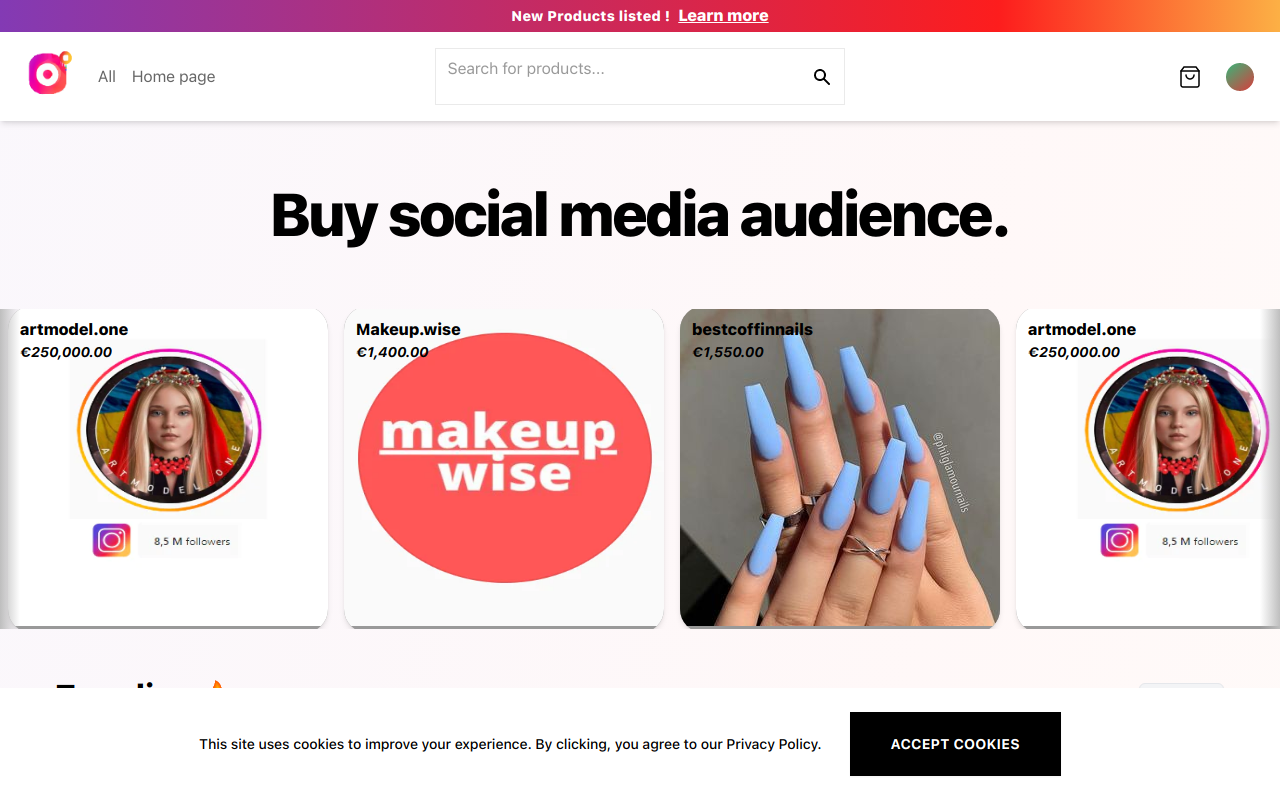 New Products listed ! Learn more
All Home page
Search for products...
Buy social media audience.
artmodel.one
€250,000.00
ARTMODEL ONE
8,5 M followers
Makeup.wise
€1,400.00
makeup
wise
bestcoffinnails
€1,550.00
@philglamournails
artmodel.one
€250,000.00
ARTMODEL ONE
8,5 M followers
This site uses cookies to improve your experience. By clicking, you agree to our Privacy Policy.
ACCEPT COOKIES